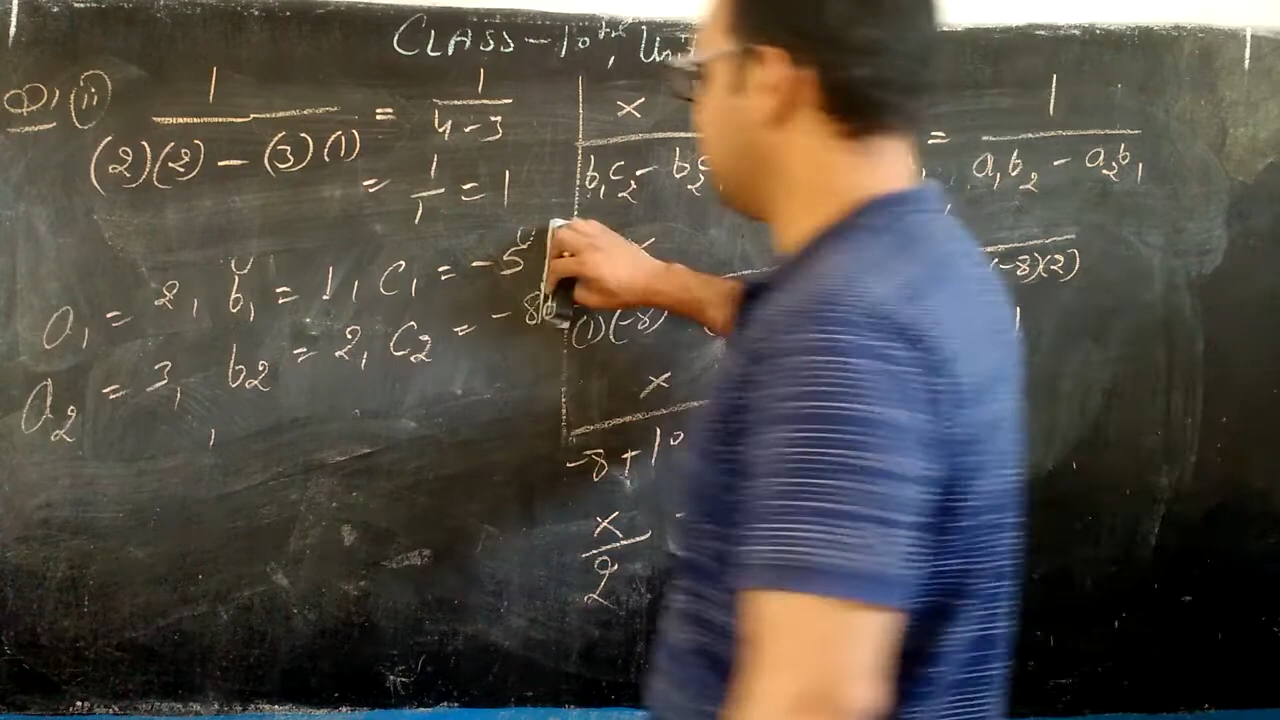 CLASS-10th, Unit
Q1 (ii) 1/((2)(2) - (3)(1)) = 1/(4-3)
= 1/1 = 1
a₁ = 2, b₁ = 1, C₁ = -5
a₂ = 3, b2 = 2, C2 = -8
x/(b₁c₂ - b₂c = 1/(a₁b₂ - a₂b₁)
(1)(-8) (-8)(2)
x/(-8+10
x/2